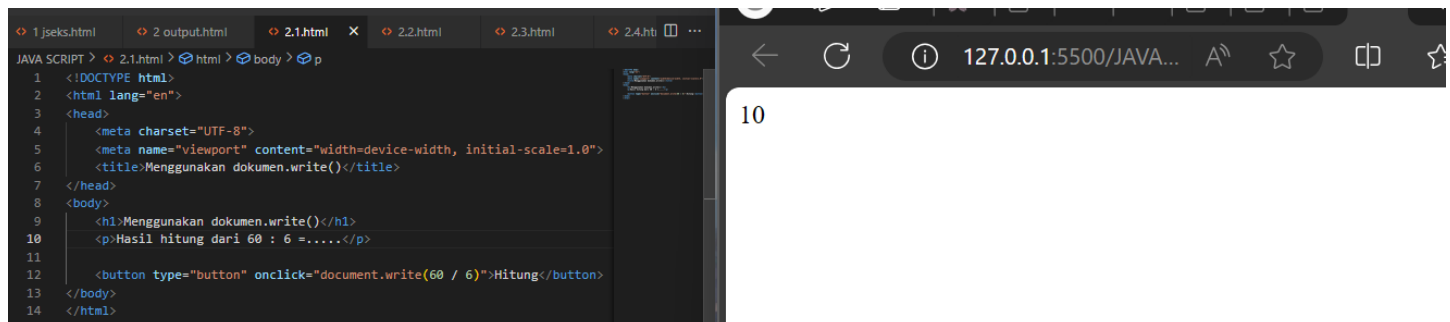 1 jseks.html 2 output.html 2.1.html 2.2.html 2.3.html 2.4.ht
JAVA SCRIPT > 2.1.html > html > body > p
1 <!DOCTYPE html>
2 <html lang="en">
3 <head>
4 <meta charset="UTF-8">
5 <meta name="viewport" content="width=device-width, initial-scale=1.0">
6 <title>Menggunakan dokumen.write()</title>
7 </head>
8 <body>
9 <h1>Menggunakan dokumen.write()</h1>
10 <p>Hasil hitung dari 60 : 6 =.....</p>
11
12 <button type="button" onclick="document.write(60 / 6)">Hitung</button>
13 </body>
14 </html>
127.0.0.1:5500/JAVA...
10